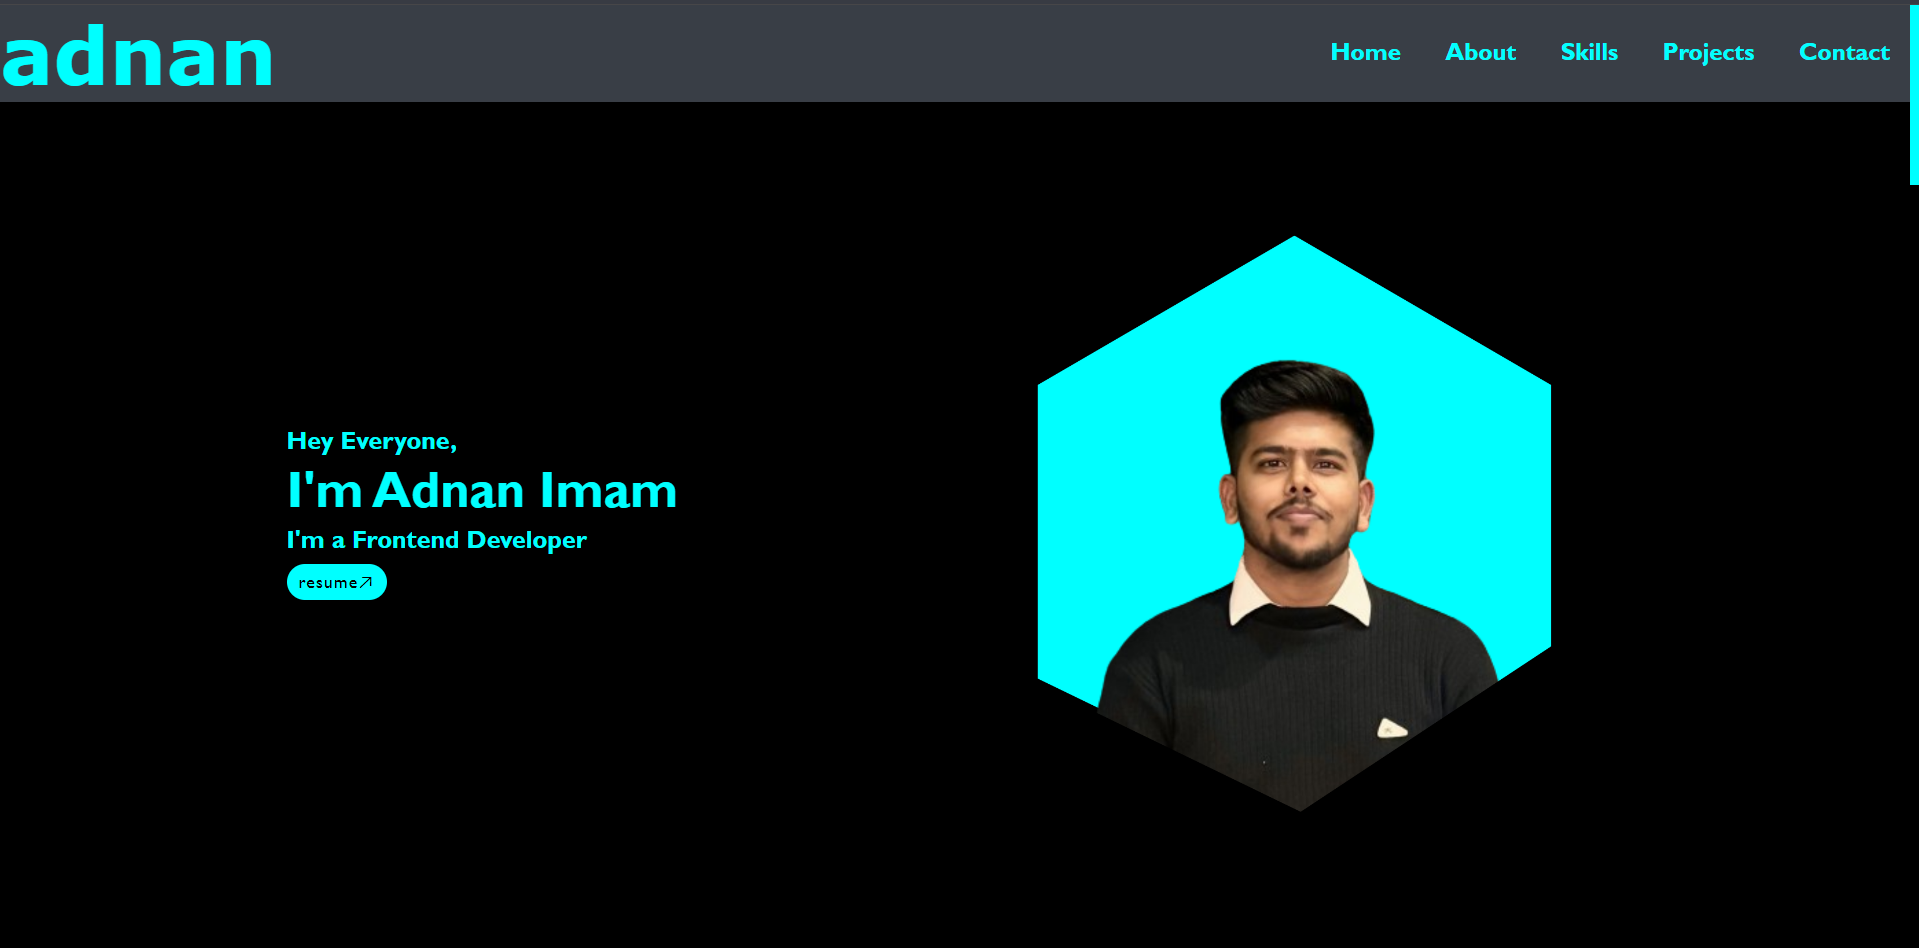 adnan
Home About Skills Projects Contact
Hey Everyone,
I'm Adnan Imam
I'm a Frontend Developer
resume